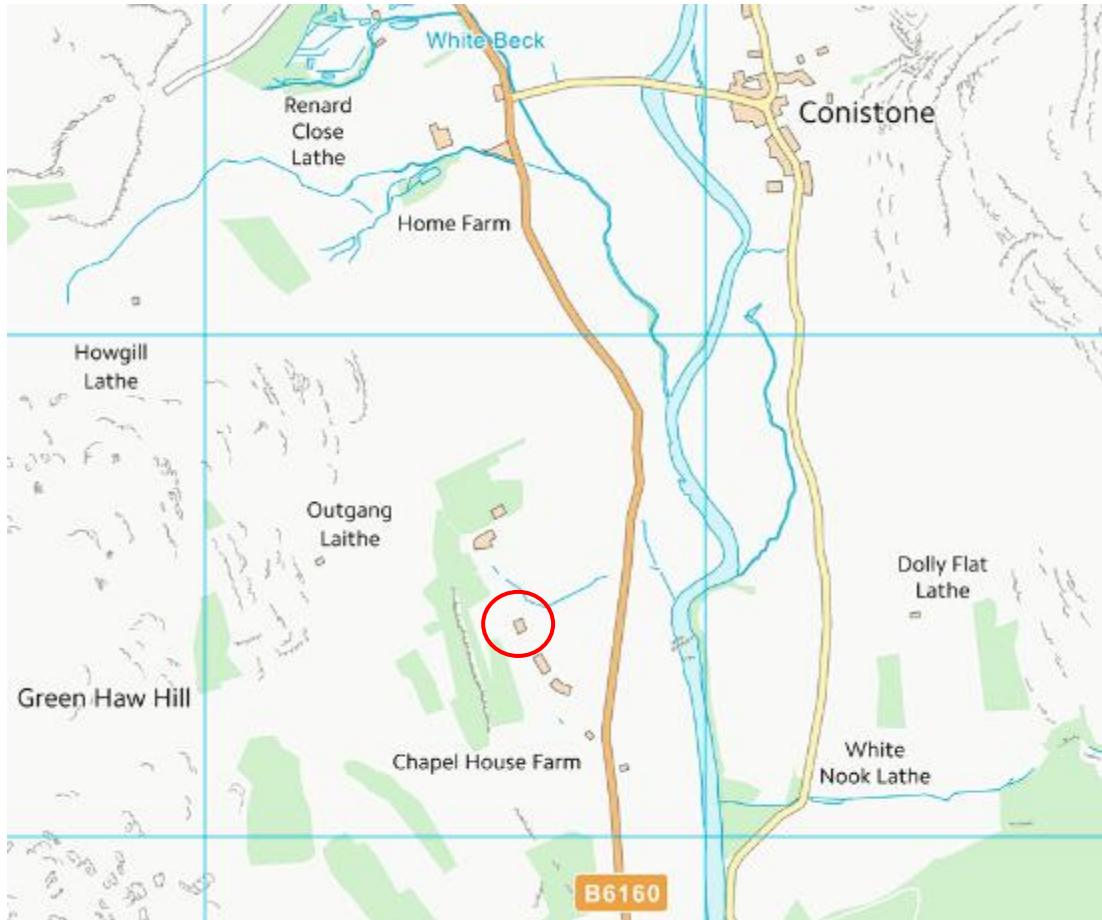 White Beck
Renard
Close
Lathe
Conistone
Home Farm
Howgill
Lathe
Outgang
Laithe
Dolly Flat
Lathe
Green Haw Hill
Chapel House Farm
White
Nook Lathe
B6160